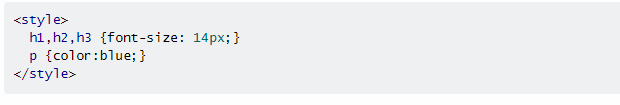 <style>
  h1,h2,h3 {font-size: 14px;}
  p {color:blue;}
</style>